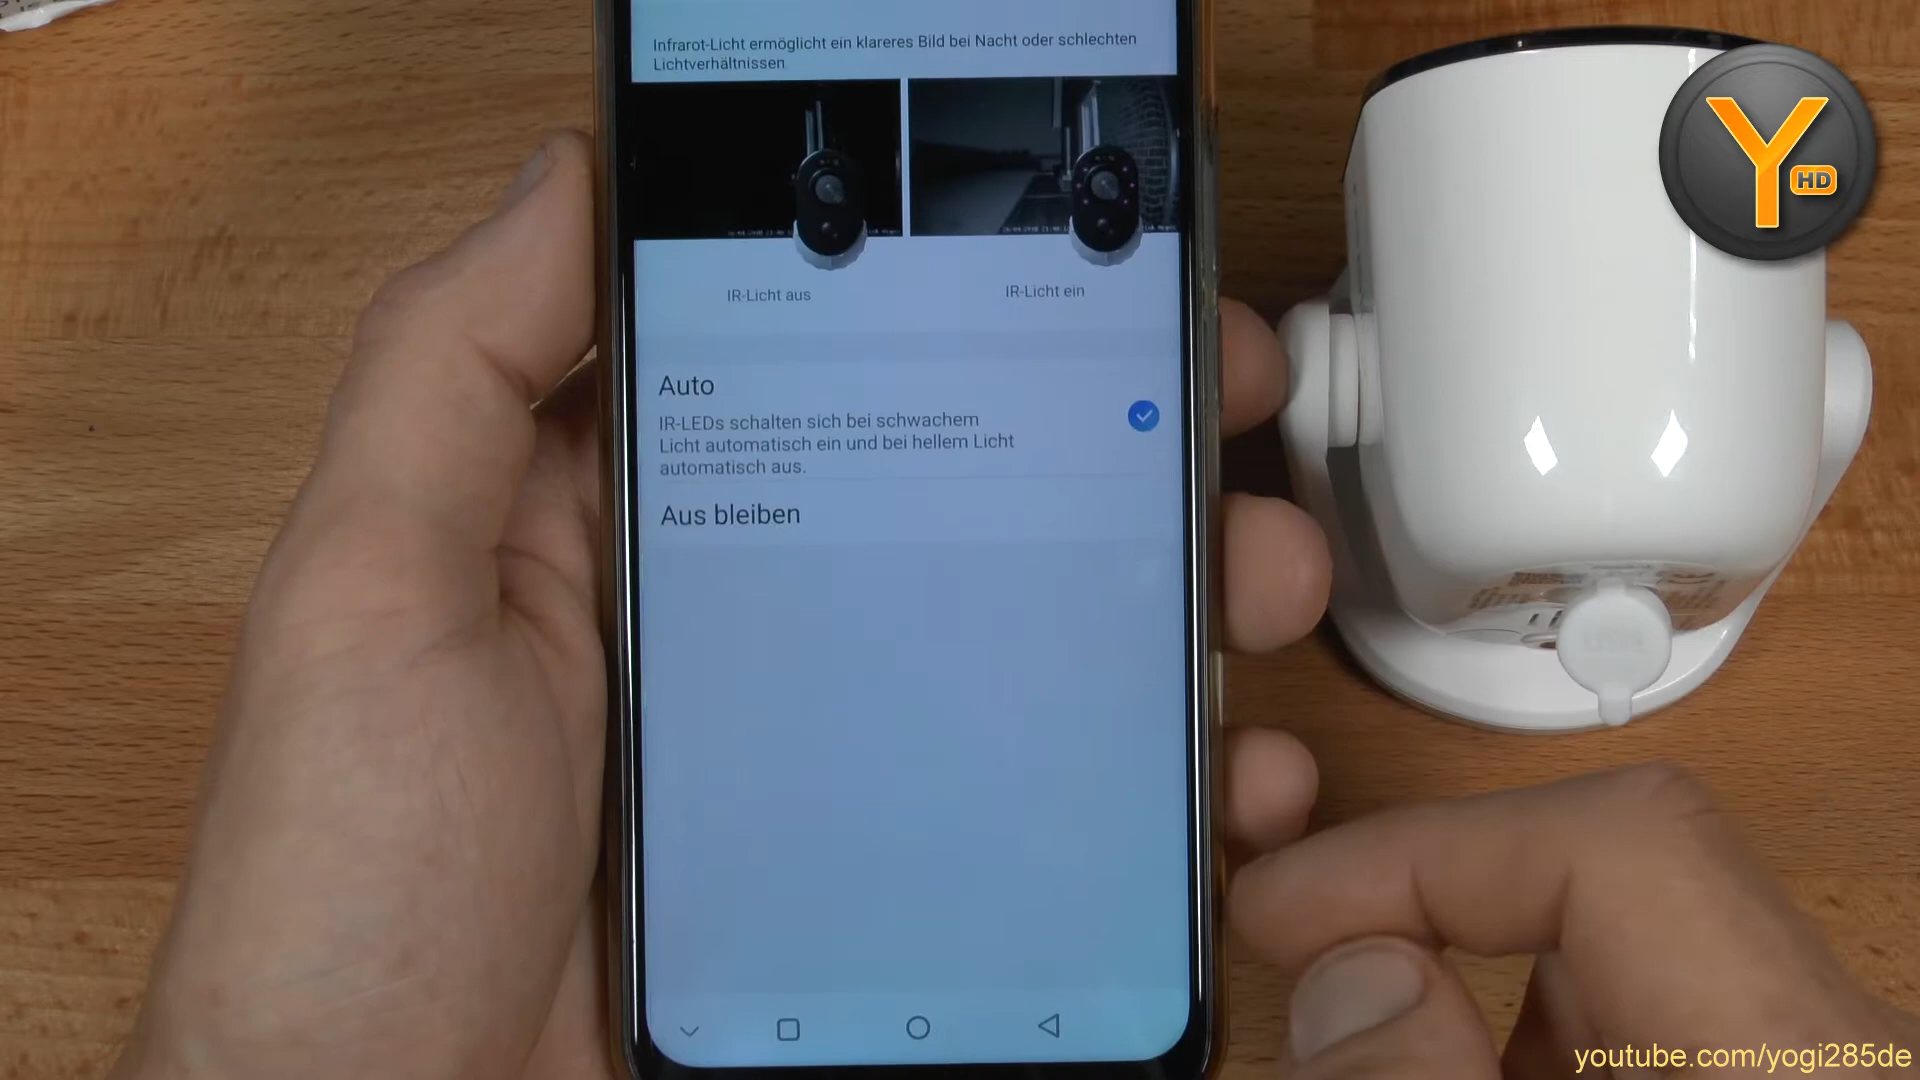 Infrarot-Licht ermöglicht ein klareres Bild bei Nacht oder schlechten
Lichtverhältnissen
IR-Licht aus
IR-Licht ein
Auto
IR-LEDs schalten sich bei schwachem
Licht automatisch ein und bei hellem Licht
automatisch aus.
Aus bleiben
Y
HD
youtube.com/yogi285de